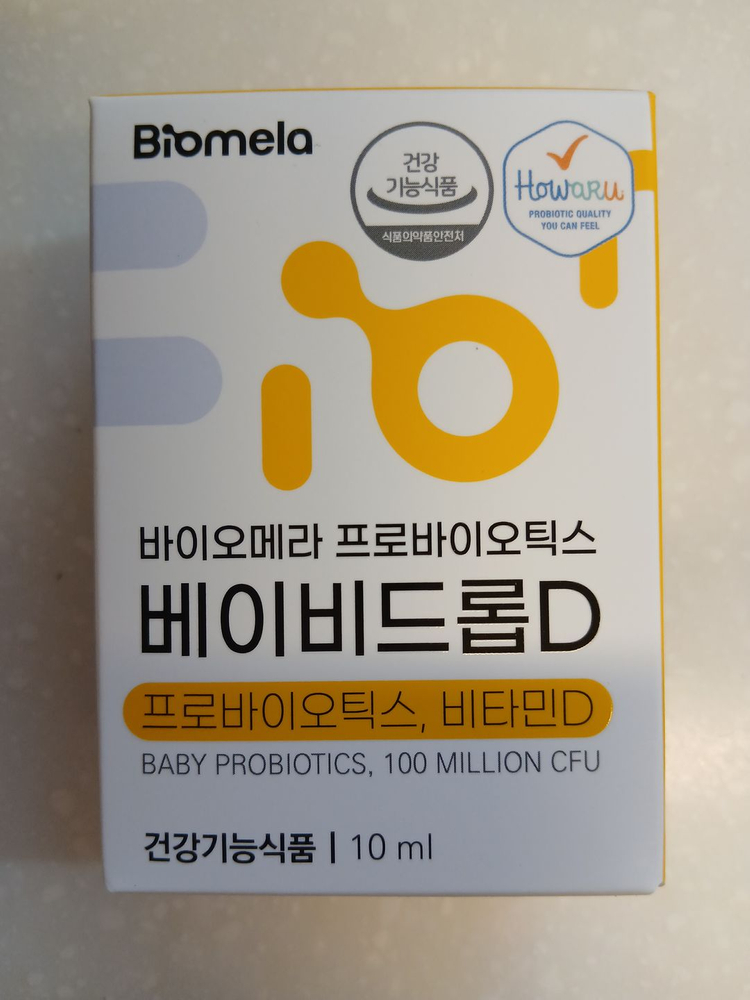 Biomela
건강
기능식품
식품의약품안전처
Howaru
PROBIOTIC QUALITY
YOU CAN FEEL
바이오메라 프로바이오틱스
베이비드롭D
프로바이오틱스, 비타민D
BABY PROBIOTICS, 100 MILLION CFU
건강기능식품 | 10 ml